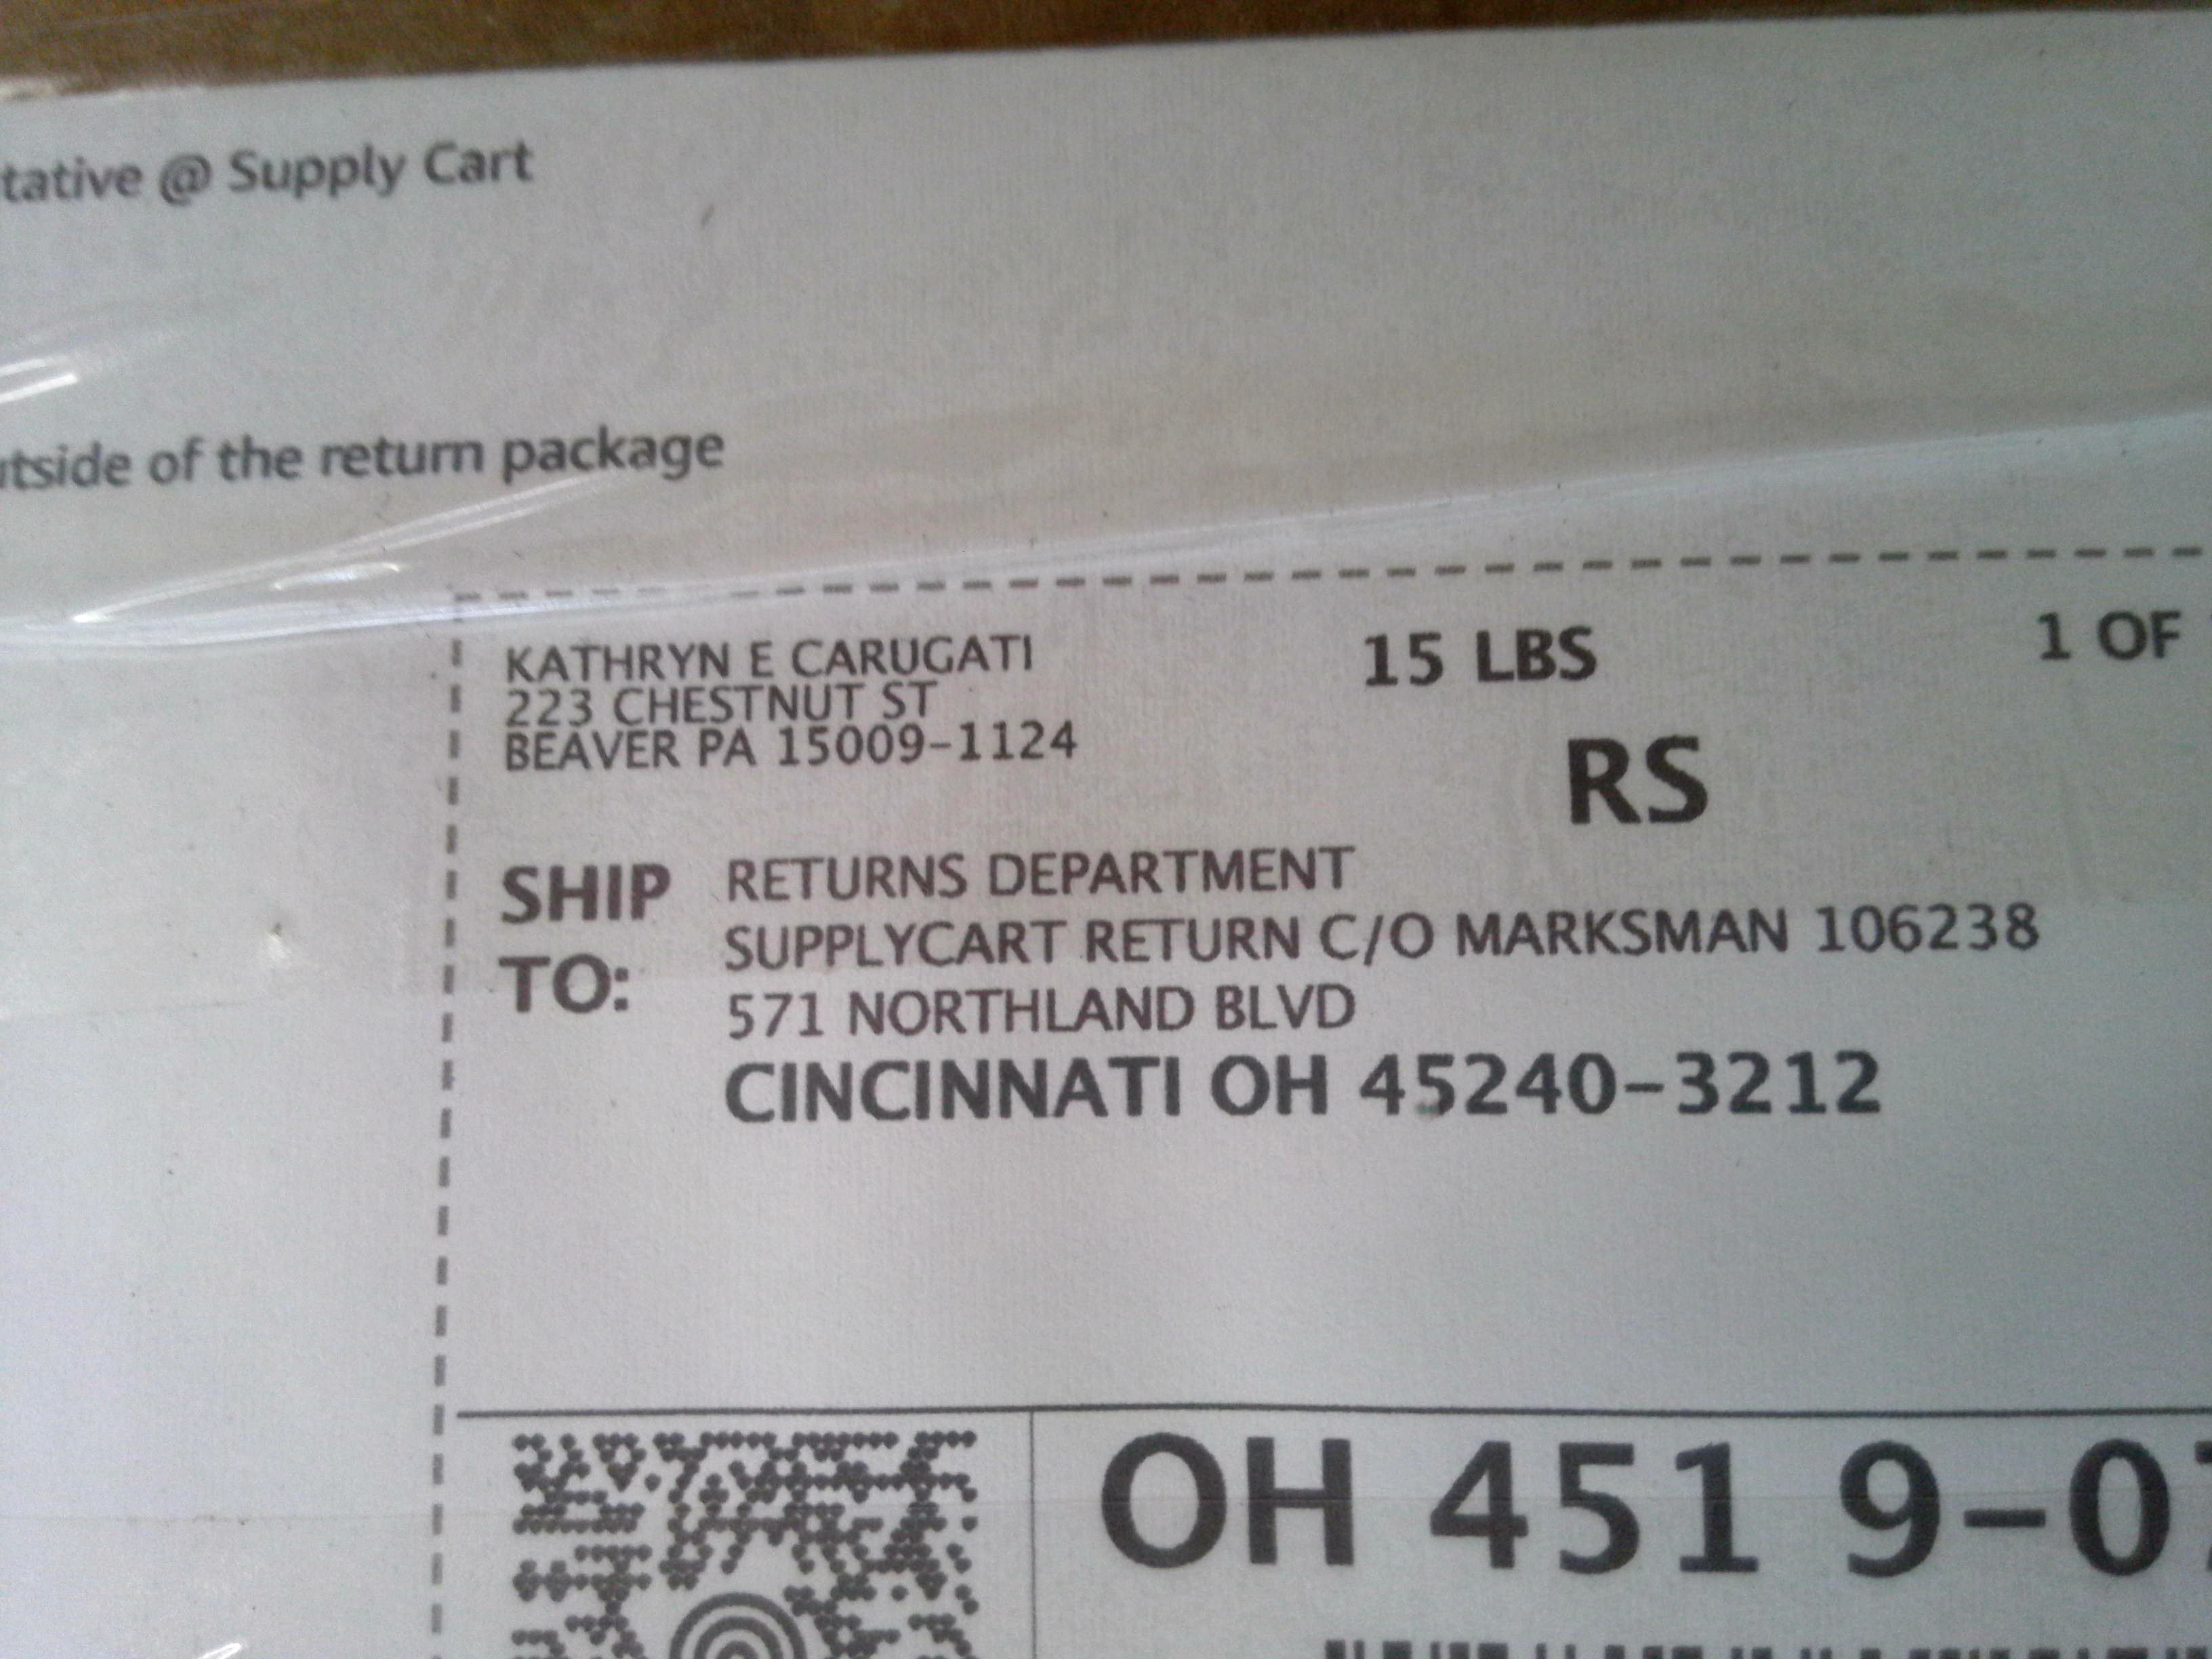 tative @ Supply Cart
utside of the return package
KATHRYN E CARUGATI
223 CHESTNUT ST
BEAVER PA 15009-1124
15 LBS
1 OF
RS
SHIP TO:
RETURNS DEPARTMENT
SUPPLYCART RETURN C/O MARKSMAN 106238
571 NORTHLAND BLVD
CINCINNATI OH 45240-3212
OH 451 9-0